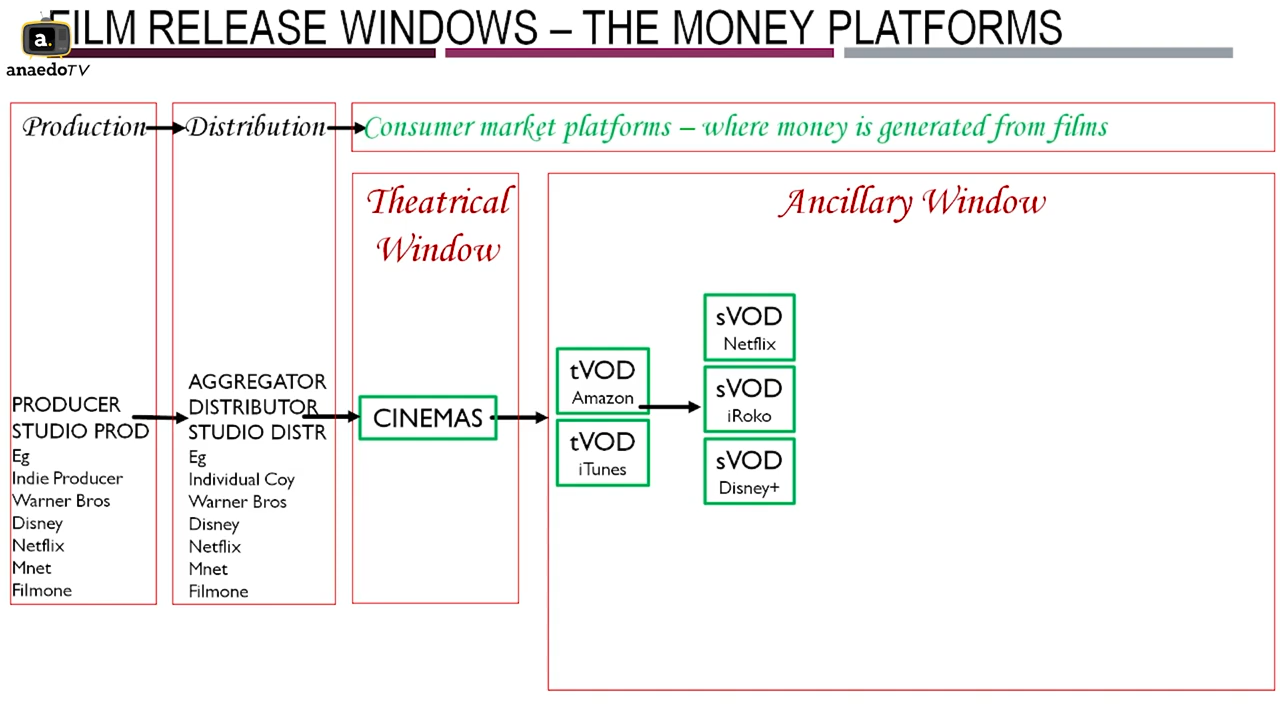 FILM RELEASE WINDOWS – THE MONEY PLATFORMS
a.
anaedoTV
Production
Distribution
Consumer market platforms – where money is generated from films
Theatrical
Window
Ancillary Window
PRODUCER
STUDIO PROD
Eg
Indie Producer
Warner Bros
Disney
Netflix
Mnet
Filmone
AGGREGATOR
DISTRIBUTOR
STUDIO DISTR
Eg
Individual Coy
Warner Bros
Disney
Netflix
Mnet
Filmone
CINEMAS
tVOD
Amazon
tVOD
iTunes
sVOD
Netflix
sVOD
iRoko
sVOD
Disney+